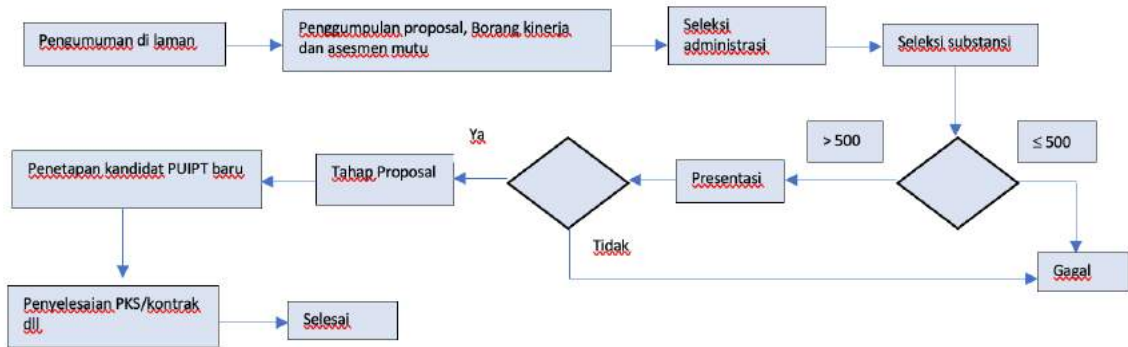 Pengumuman di laman
Penggumpulan proposal, Borang kinerja
dan asesmen mutu
Seleksi
administrasi
Seleksi substansi
> 500
≤ 500
Presentasi
Ya
Tidak
Tahap Proposal
Penetapan kandidat PUIPT baru
Gagal
Penyelesaian PKS/kontrak
dll
Selesai